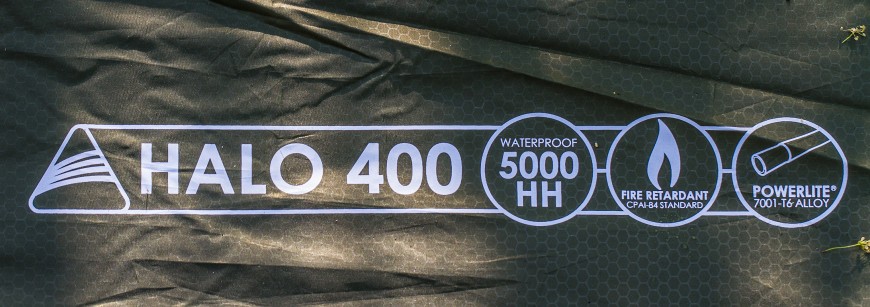 HALO 400
WATERPROOF
5000
HH
FIRE RETARDANT
CPAI-84 STANDARD
POWERLITE®
7001-T6 ALLOY